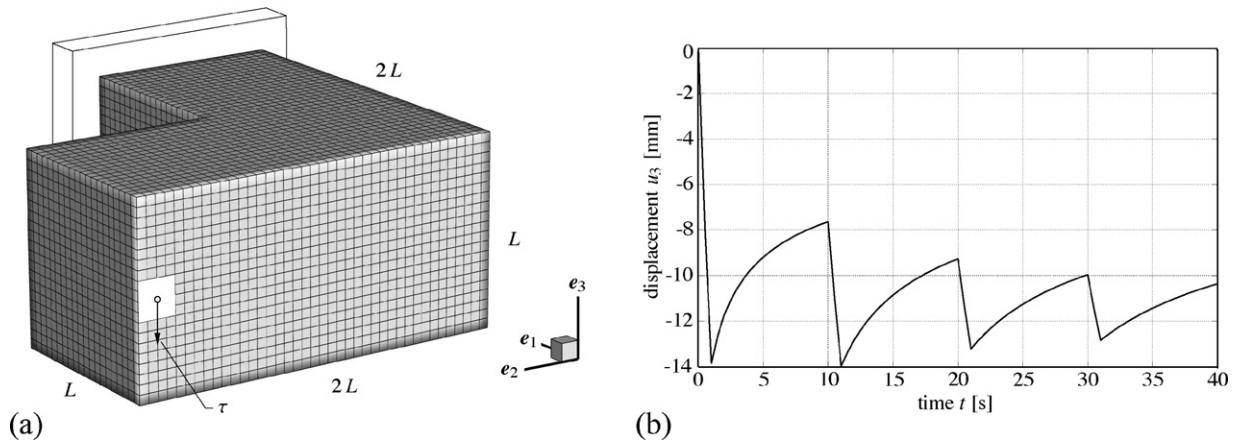 2 L
L
e₃
e₁
e₂
L
2 L
τ
(a)
displacement u₃ [mm]
0
-2
-4
-6
-8
-10
-12
-14
0
5
10
15
20
25
30
35
40
time t [s]
(b)